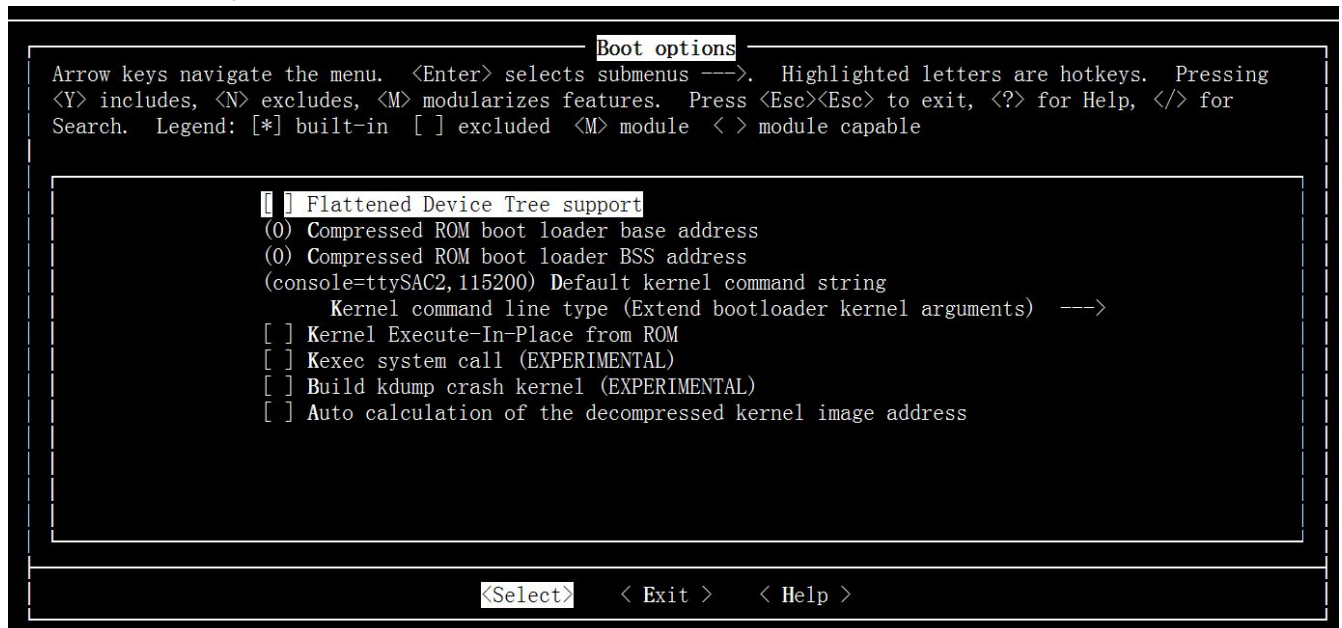 Boot options
Arrow keys navigate the menu.  <Enter> selects submenus --->.  Highlighted letters are hotkeys.  Pressing
<Y> includes, <N> excludes, <M> modularizes features.  Press <Esc><Esc> to exit, <?> for Help, </> for
Search.  Legend: [*] built-in  [ ] excluded  <M> module  < > module capable
[ ] Flattened Device Tree support
(0) Compressed ROM boot loader base address
(0) Compressed ROM boot loader BSS address
(console=ttySAC2,115200) Default kernel command string
Kernel command line type (Extend bootloader kernel arguments)  --->
[ ] Kernel Execute-In-Place from ROM
[ ] Kexec system call (EXPERIMENTAL)
[ ] Build kdump crash kernel (EXPERIMENTAL)
[ ] Auto calculation of the decompressed kernel image address
<Select>    < Exit >    < Help >